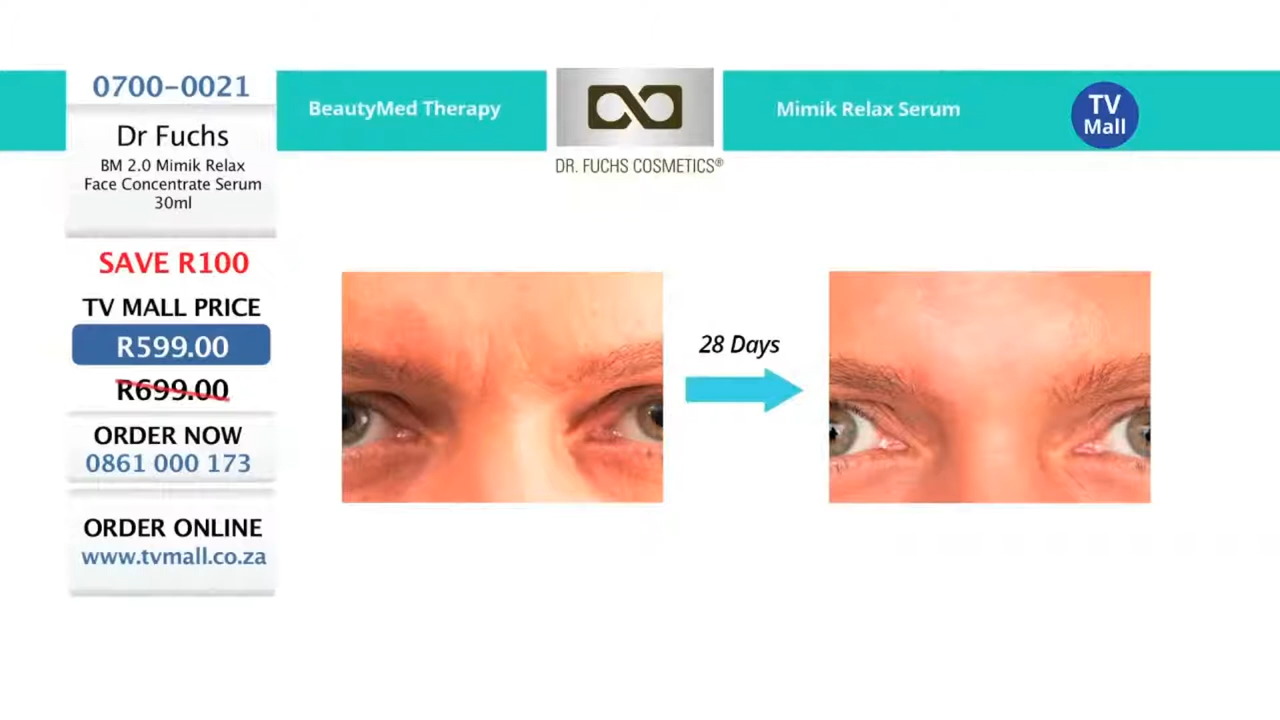 0700-0021
Dr Fuchs
BM 2.0 Mimik Relax
Face Concentrate Serum
30ml
SAVE R100
TV MALL PRICE
R599.00
R699.00
ORDER NOW
0861 000 173
ORDER ONLINE
www.tvmall.co.za
BeautyMed Therapy
DR. FUCHS COSMETICS®
Mimik Relax Serum
TV
Mall
28 Days